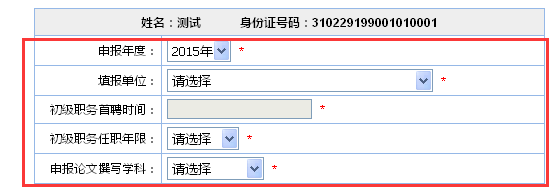 姓名：测试 身份证号码：310229199001010001
申报年度： 2015年 *
填报单位： 请选择 *
初级职务首聘时间： *
初级职务任职年限： 请选择 *
申报论文撰写学科： 请选择 *